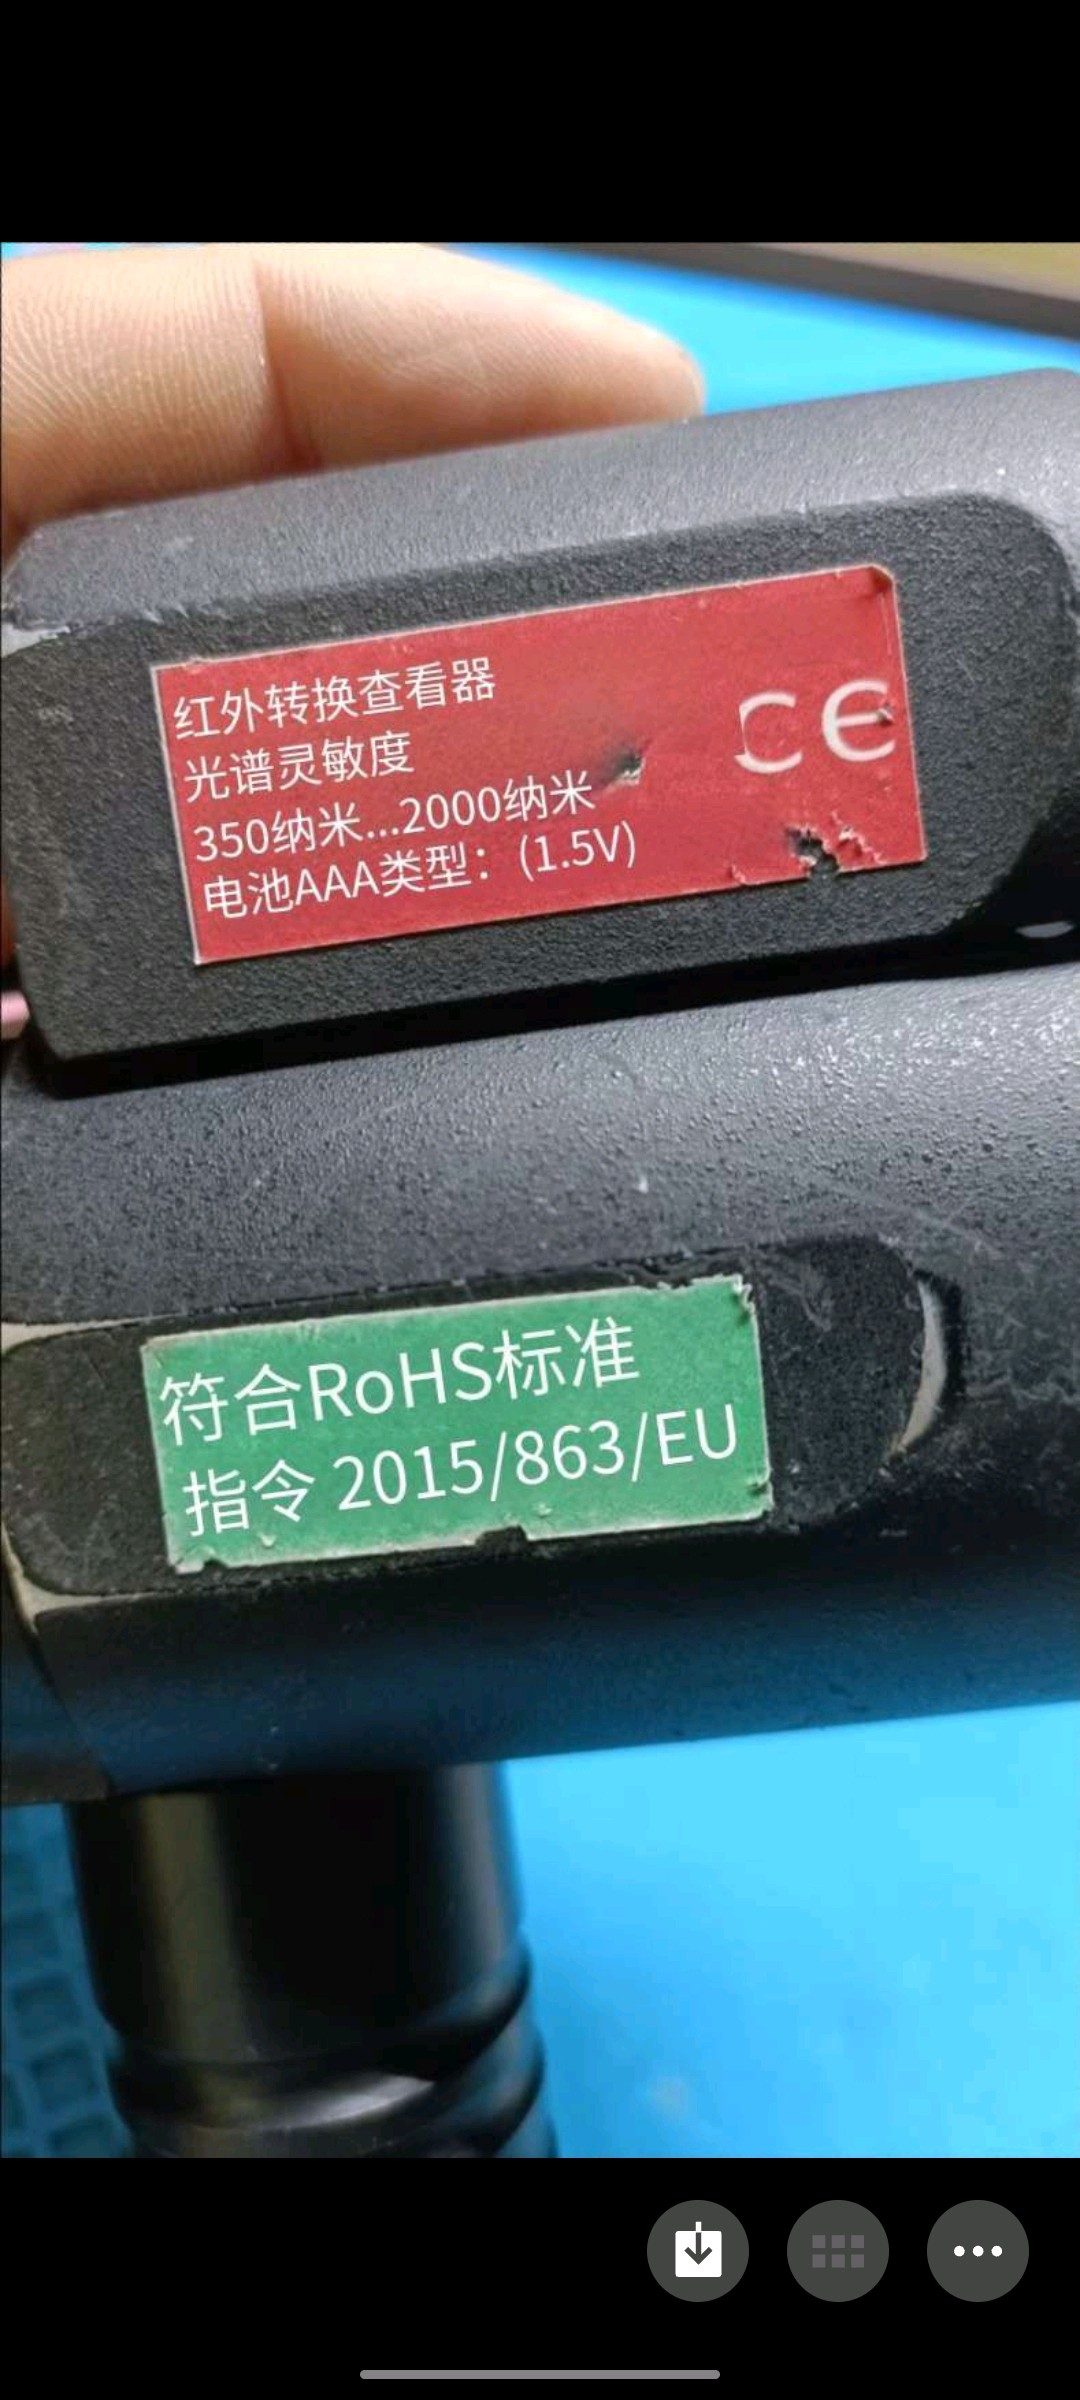 红外转换查看器
光谱灵敏度
350纳米...2000纳米
电池AAA类型：(1.5V)
CE
符合RoHS标准
指令 2015/863/EU